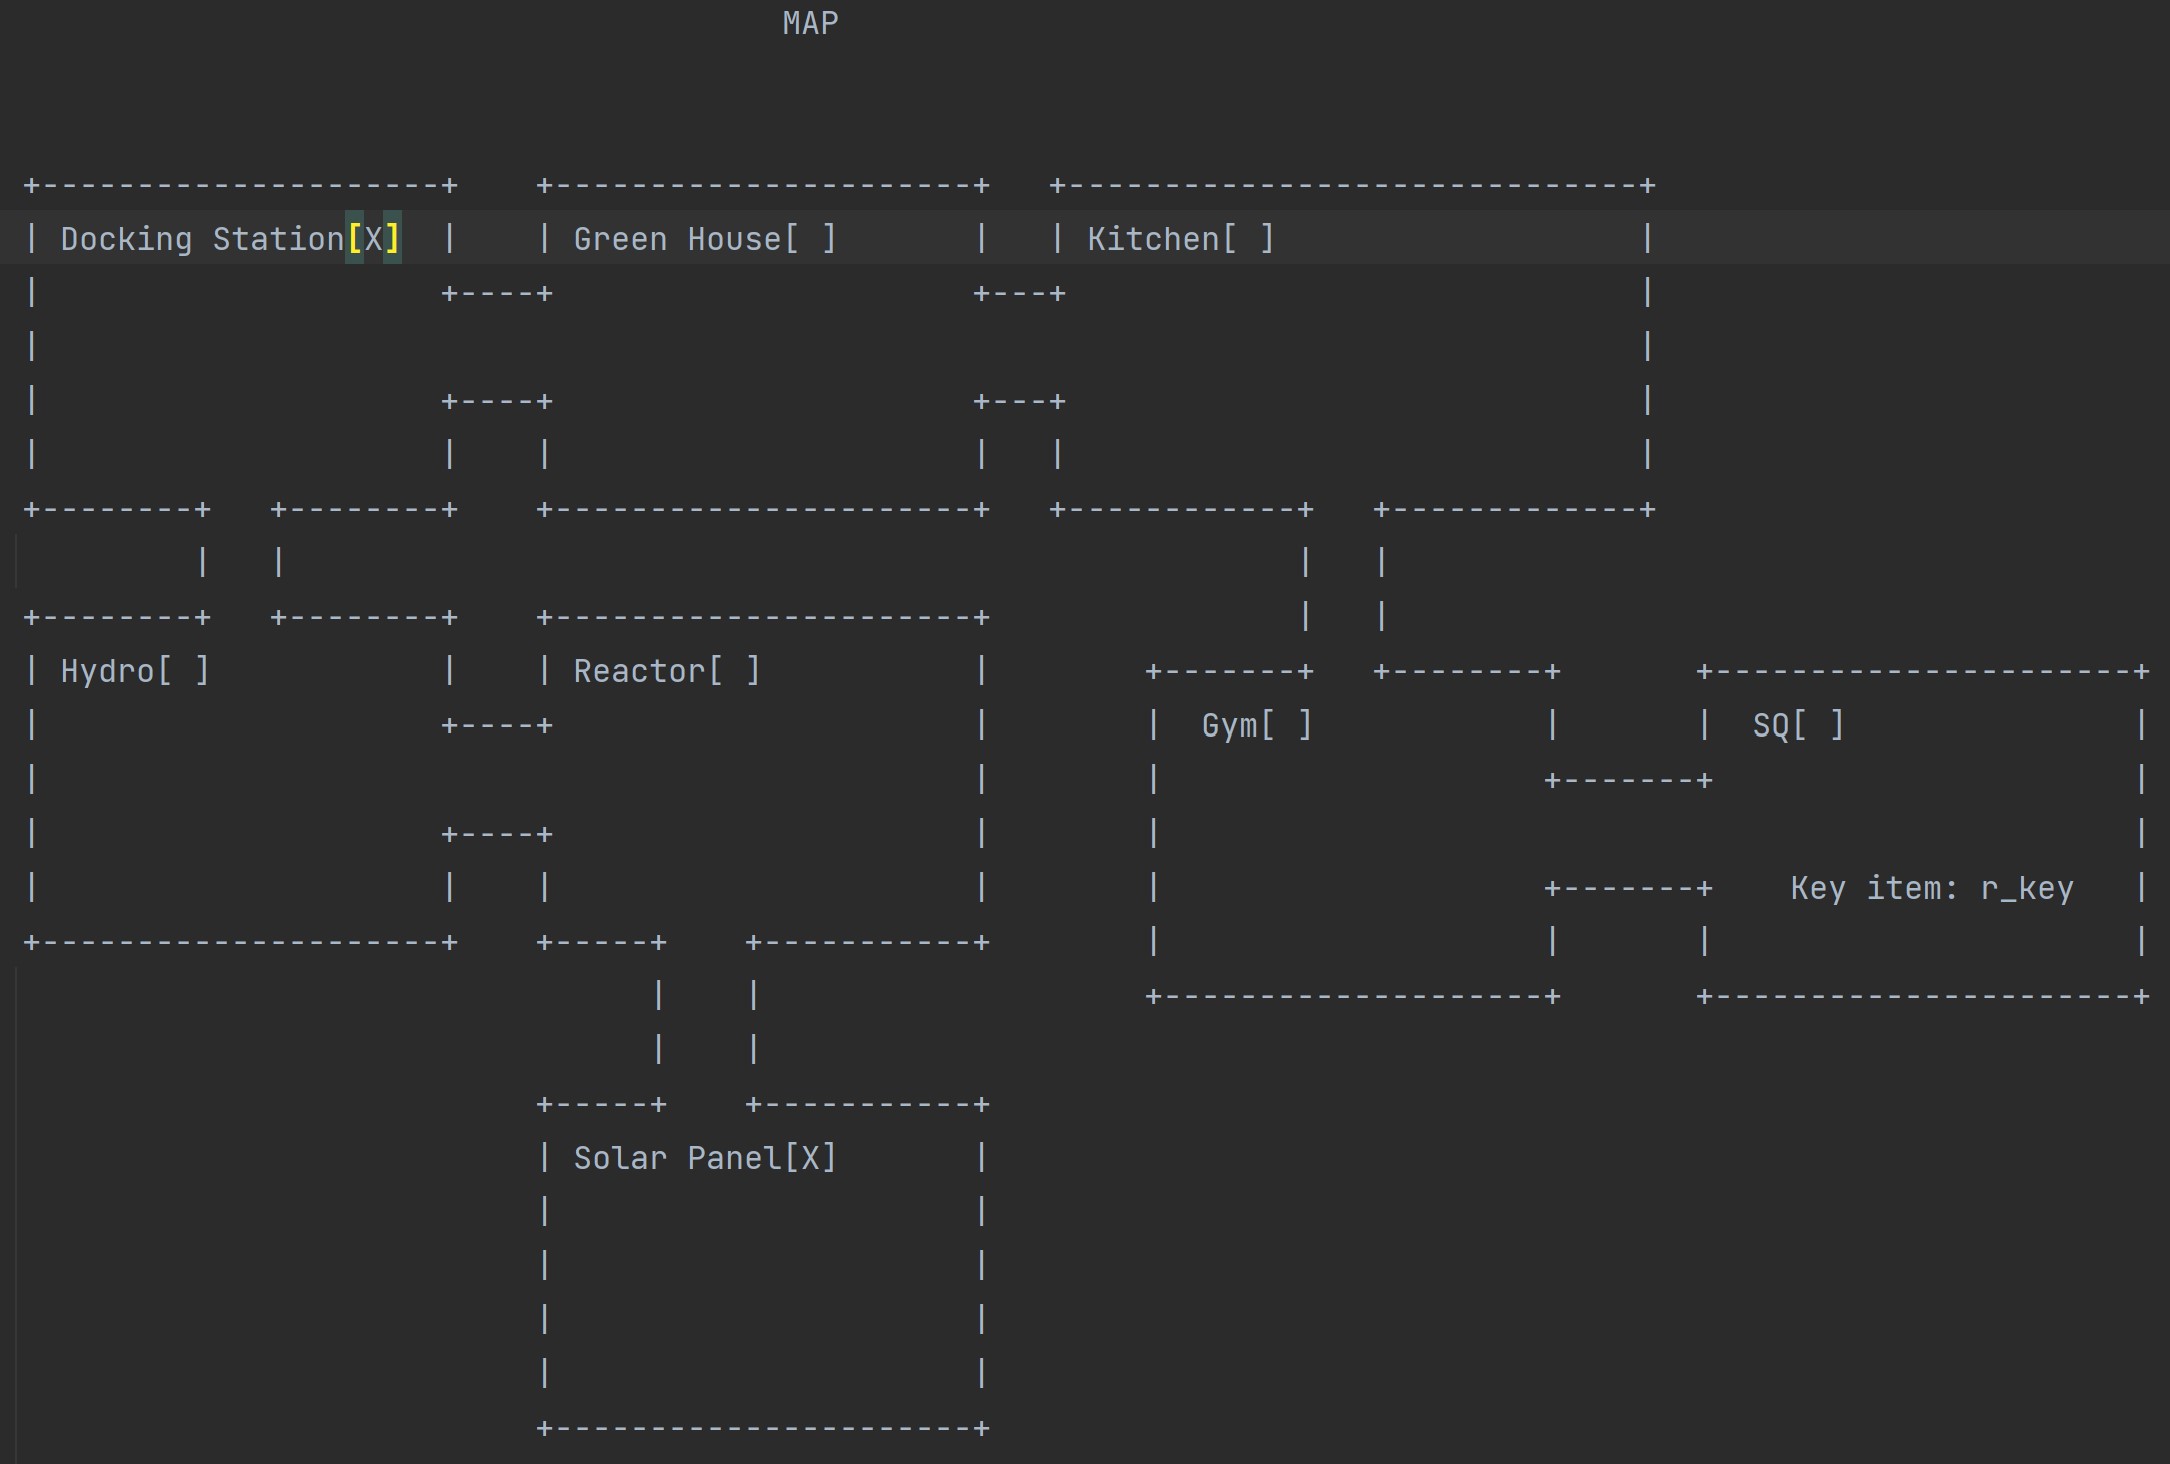 MAP
+---------------------+    +----------------------+   +------------------------------+
| Docking Station[X]  |    | Green House[ ]       |   | Kitchen[ ]                   |
|                     +----+                      +---+                              |
|                                                                                    |
|                     +----+                      +---+                              |
|                     |    |                      |   |                              |
+--------+   +--------+    +----------------------+   +------------+   +-------------+
         |   |                                                     |   |
+--------+   +--------+    +----------------------+                |   |
| Hydro[ ]            |    | Reactor[ ]           |        +-------+   +--------+       +----------------------+
|                     +----+                      |        |  Gym[ ]            |       |  SQ[ ]               |
|                                                 |        |                    +-------+                      |
|                     +----+                      |        |                                                   |
|                     |    |                      |        |                    +-------+    Key item: r_key   |
+---------------------+    +-----+    +-----------+        |                    |       |                      |
                                 |    |                    +--------------------+       +----------------------+
                                 |    |
                           +-----+    +-----------+
                           | Solar Panel[X]       |
                           |                      |
                           |                      |
                           |                      |
                           |                      |
                           +----------------------+